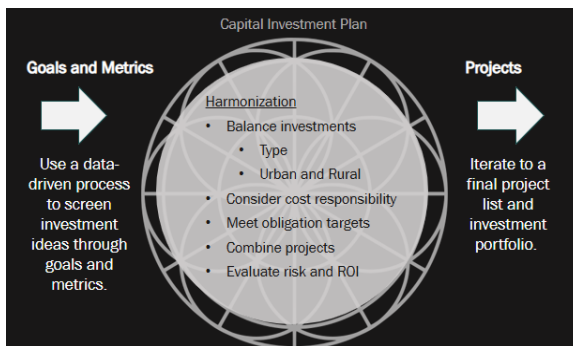 Capital Investment Plan
Goals and Metrics
Use a data-
driven process
to screen
investment
ideas through
goals and
metrics.
Harmonization
• Balance investments
• Type
• Urban and Rural
• Consider cost responsibility
• Meet obligation targets
• Combine projects
• Evaluate risk and ROI
Projects
Iterate to a
final project
list and
investment
portfolio.